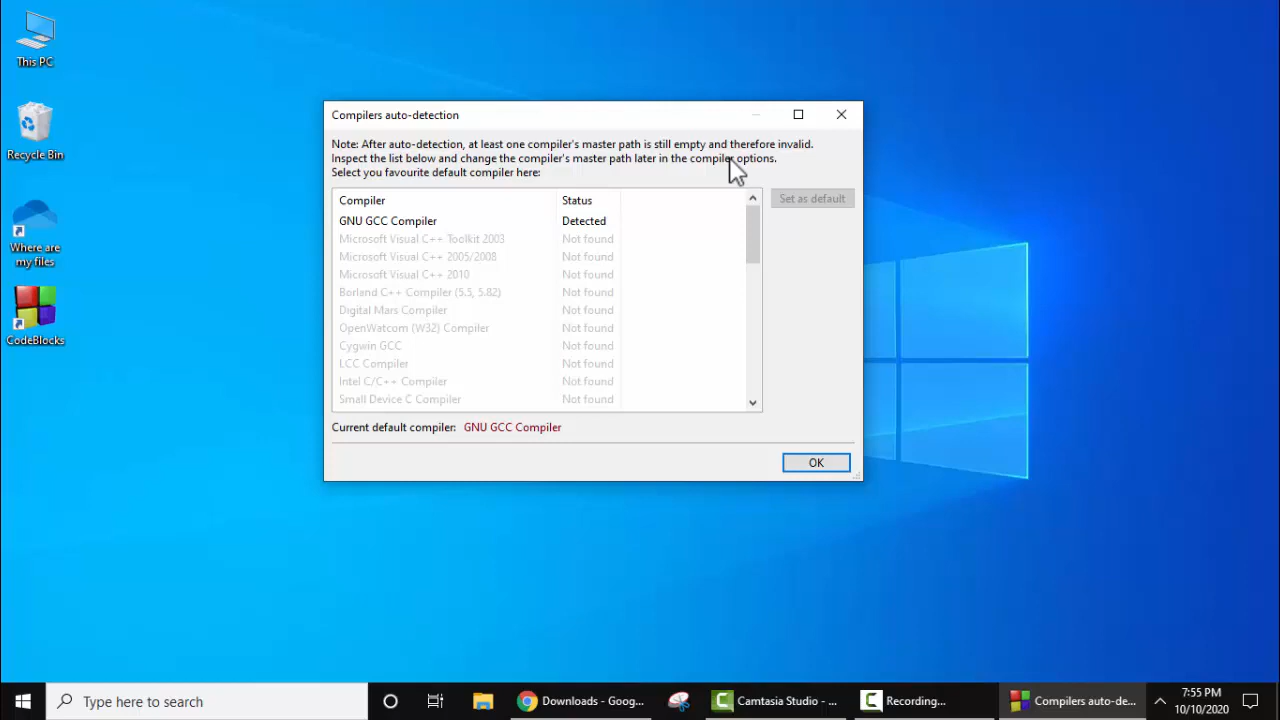 This PC
Recycle Bin
Where are
my files
CodeBlocks
Compilers auto-detection
Note: After auto-detection, at least one compiler's master path is still empty and therefore invalid.
Inspect the list below and change the compiler's master path later in the compiler options.
Select you favourite default compiler here:
Compiler Status
Set as default
GNU GCC Compiler Detected
Microsoft Visual C++ Toolkit 2003 Not found
Microsoft Visual C++ 2005/2008 Not found
Microsoft Visual C++ 2010 Not found
Borland C++ Compiler (5.5, 5.82) Not found
Digital Mars Compiler Not found
OpenWatcom (W32) Compiler Not found
Cygwin GCC Not found
LCC Compiler Not found
Intel C/C++ Compiler Not found
Small Device C Compiler Not found
Current default compiler: GNU GCC Compiler
OK
Type here to search
Downloads - Goog...
Camtasia Studio - ...
Recording...
Compilers auto-de...
7:55 PM
10/10/2020